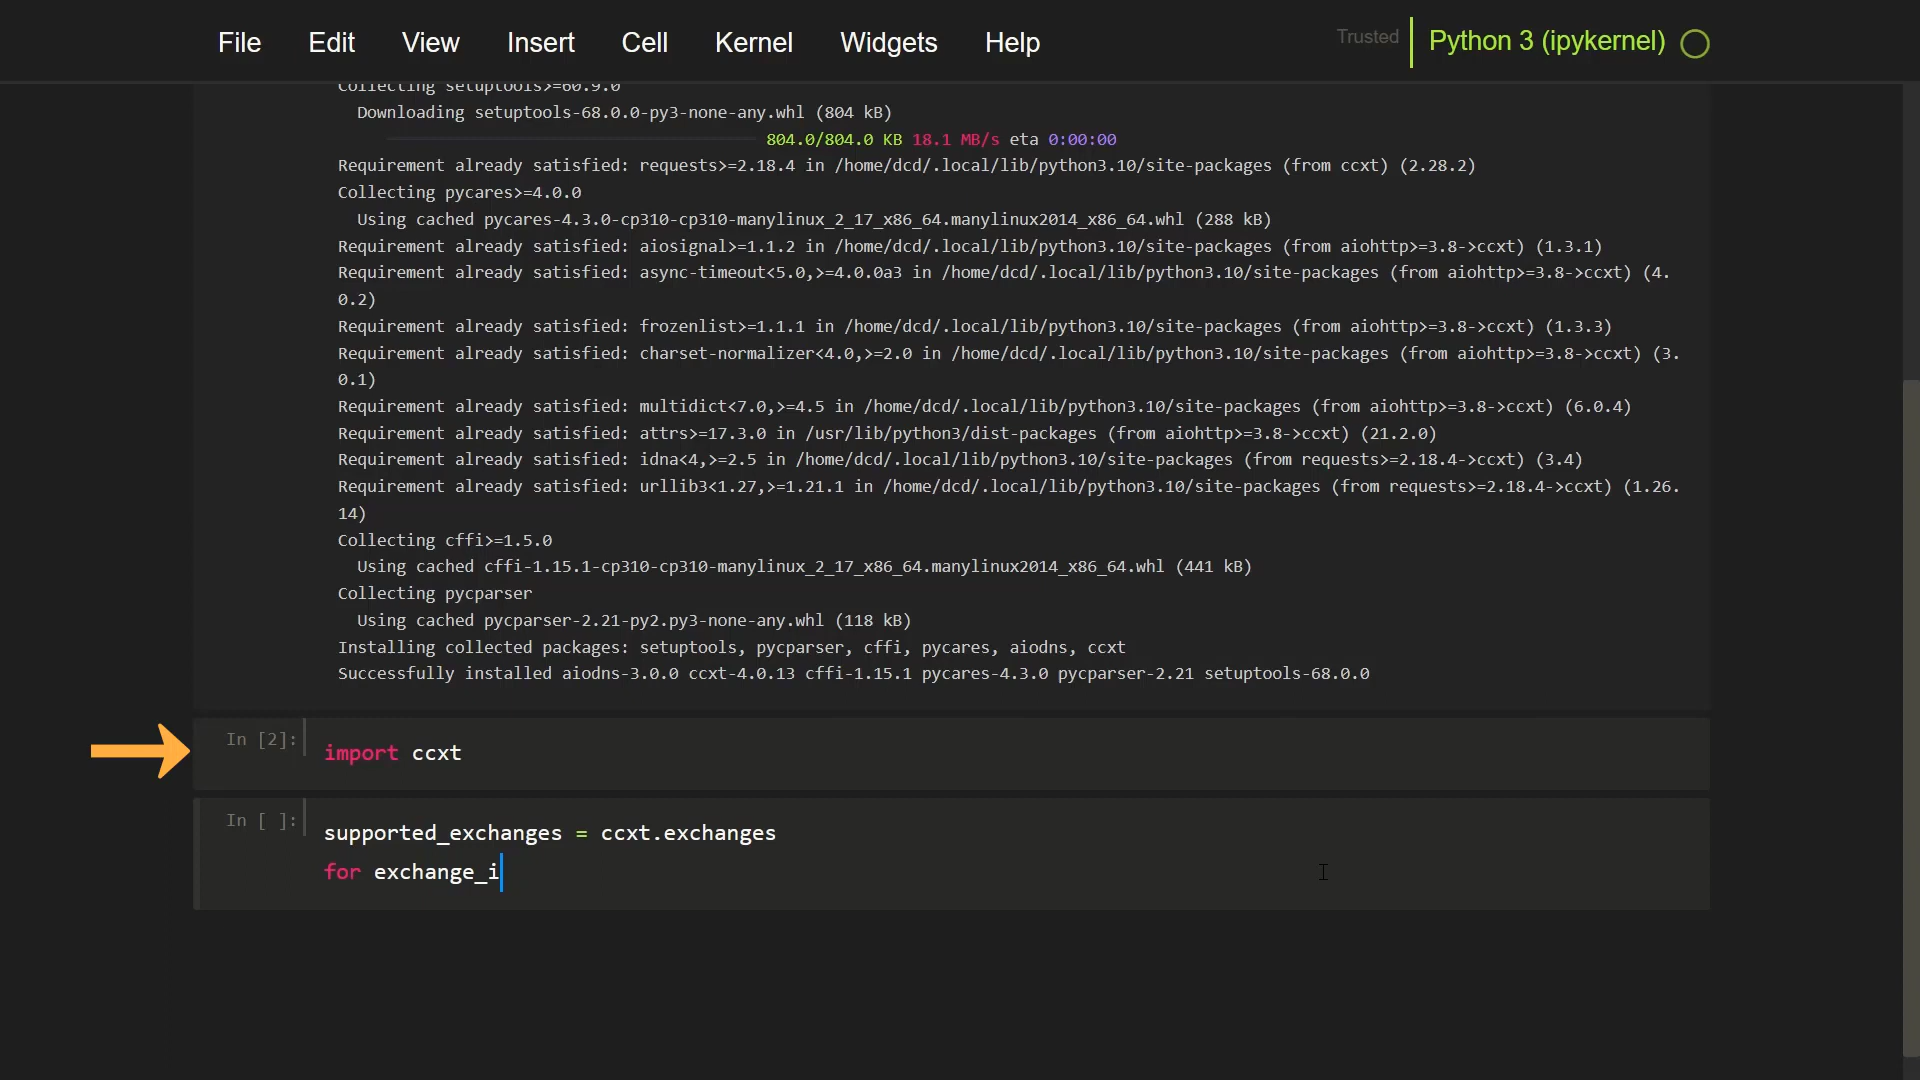 File Edit View Insert Cell Kernel Widgets Help Trusted Python 3 (ipykernel)
Collecting setuptools>=60.9.0
Downloading setuptools-68.0.0-py3-none-any.whl (804 kB)
804.0/804.0 KB 18.1 MB/s eta 0:00:00
Requirement already satisfied: requests>=2.18.4 in /home/dcd/.local/lib/python3.10/site-packages (from ccxt) (2.28.2)
Collecting pycares>=4.0.0
Using cached pycares-4.3.0-cp310-cp310-manylinux_2_17_x86_64.manylinux2014_x86_64.whl (288 kB)
Requirement already satisfied: aiosignal>=1.1.2 in /home/dcd/.local/lib/python3.10/site-packages (from aiohttp>=3.8->ccxt) (1.3.1)
Requirement already satisfied: async-timeout<5.0,>=4.0.0a3 in /home/dcd/.local/lib/python3.10/site-packages (from aiohttp>=3.8->ccxt) (4.
0.2)
Requirement already satisfied: frozenlist>=1.1.1 in /home/dcd/.local/lib/python3.10/site-packages (from aiohttp>=3.8->ccxt) (1.3.3)
Requirement already satisfied: charset-normalizer<4.0,>=2.0 in /home/dcd/.local/lib/python3.10/site-packages (from aiohttp>=3.8->ccxt) (3.
0.1)
Requirement already satisfied: multidict<7.0,>=4.5 in /home/dcd/.local/lib/python3.10/site-packages (from aiohttp>=3.8->ccxt) (6.0.4)
Requirement already satisfied: attrs>=17.3.0 in /usr/lib/python3/dist-packages (from aiohttp>=3.8->ccxt) (21.2.0)
Requirement already satisfied: idna<4,>=2.5 in /home/dcd/.local/lib/python3.10/site-packages (from requests>=2.18.4->ccxt) (3.4)
Requirement already satisfied: urllib3<1.27,>=1.21.1 in /home/dcd/.local/lib/python3.10/site-packages (from requests>=2.18.4->ccxt) (1.26.
14)
Collecting cffi>=1.5.0
Using cached cffi-1.15.1-cp310-cp310-manylinux_2_17_x86_64.manylinux2014_x86_64.whl (441 kB)
Collecting pycparser
Using cached pycparser-2.21-py2.py3-none-any.whl (118 kB)
Installing collected packages: setuptools, pycparser, cffi, pycares, aiodns, ccxt
Successfully installed aiodns-3.0.0 ccxt-4.0.13 cffi-1.15.1 pycares-4.3.0 pycparser-2.21 setuptools-68.0.0
In [2]: import ccxt
In [ ]: supported_exchanges = ccxt.exchanges
for exchange_i